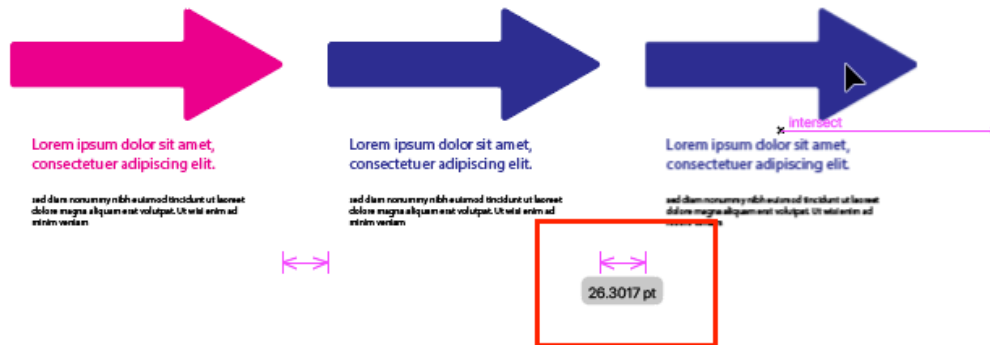 intersect
Lorem ipsum dolor sit amet,
consectetuer adipiscing elit.
Lorem ipsum dolor sit amet,
consectetuer adipiscing elit.
Lorem ipsum dolor sit amet,
consectetuer adipiscing elit.
sed diam nonummy nibh euismod tincidunt ut laoreet
dolore magna aliquam erat volutpat. Ut wisi enim ad
minim veniam
sed diam nonummy nibh euismod tincidunt ut laoreet
dolore magna aliquam erat volutpat. Ut wisi enim ad
minim veniam
sed diam nonummy nibh euismod tincidunt ut laoreet
dolore magna aliquam erat volutpat. Ut wisi enim ad
minim veniam
26.3017 pt